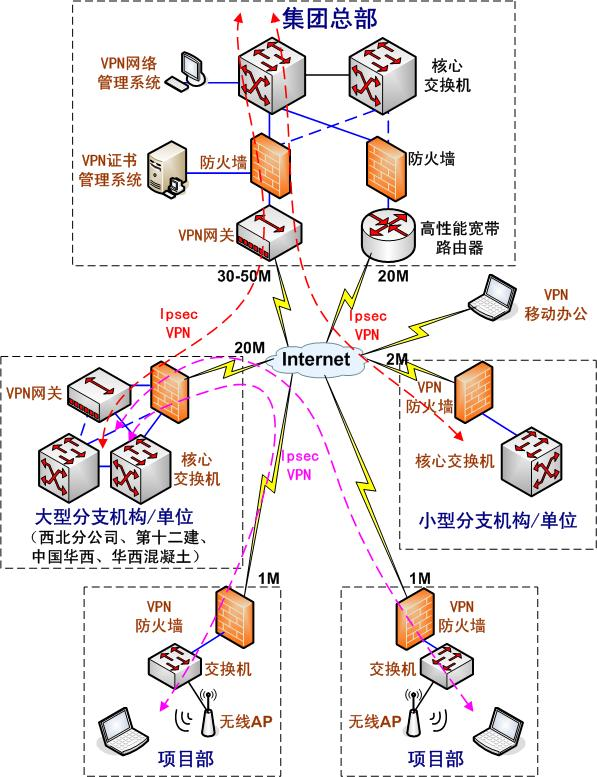 集团总部
VPN网络
管理系统
核心
交换机
VPN证书
管理系统
防火墙
防火墙
VPN网关
高性能宽带
路由器
30-50M
20M
VPN
移动办公
Ipsec
VPN
Ipsec
VPN
20M
Internet
2M
VPN网关
VPN
防火墙
核心
交换机
Ipsec
VPN
核心交换机
大型分支机构/单位
（西北分公司、第十二建、
中国华西、华西混凝土）
小型分支机构/单位
1M
1M
VPN
防火墙
VPN
防火墙
交换机
交换机
无线AP
无线AP
项目部
项目部